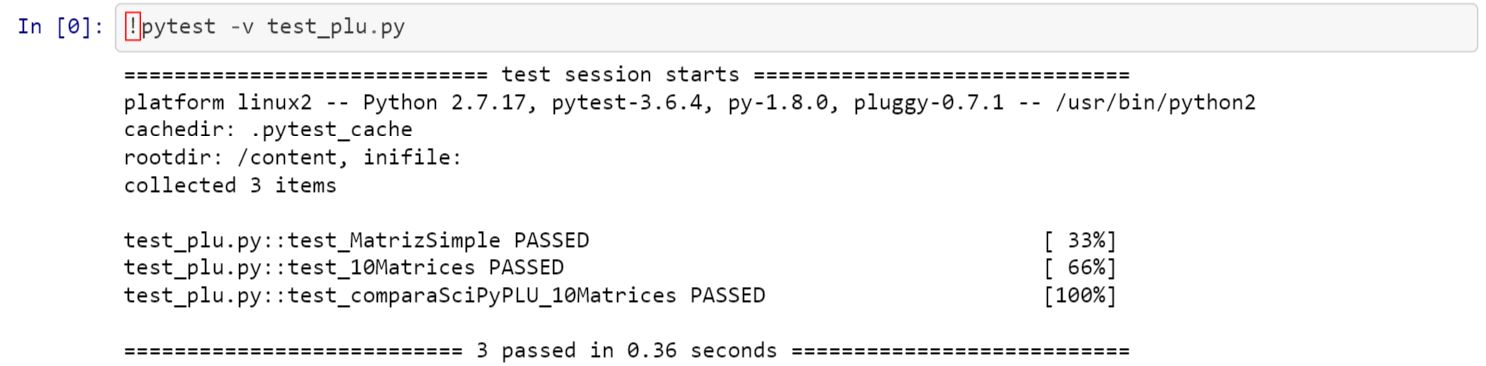 In [0]: !pytest -v test_plu.py
============================= test session starts ==============================
platform linux2 -- Python 2.7.17, pytest-3.6.4, py-1.8.0, pluggy-0.7.1 -- /usr/bin/python2
cachedir: .pytest_cache
rootdir: /content, inifile:
collected 3 items
test_plu.py::test_MatrizSimple PASSED [ 33%]
test_plu.py::test_10Matrices PASSED [ 66%]
test_plu.py::test_comparaSciPyPLU_10Matrices PASSED [100%]
=========================== 3 passed in 0.36 seconds ===========================